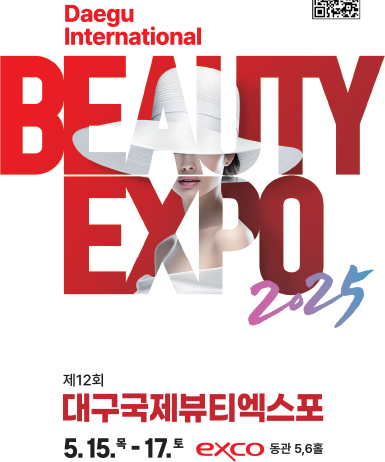 Daegu
International
BEAUTY
EXPO
2025
제12회
대구국제뷰티엑스포
5. 15.목 - 17.토 exco 동관 5,6홀